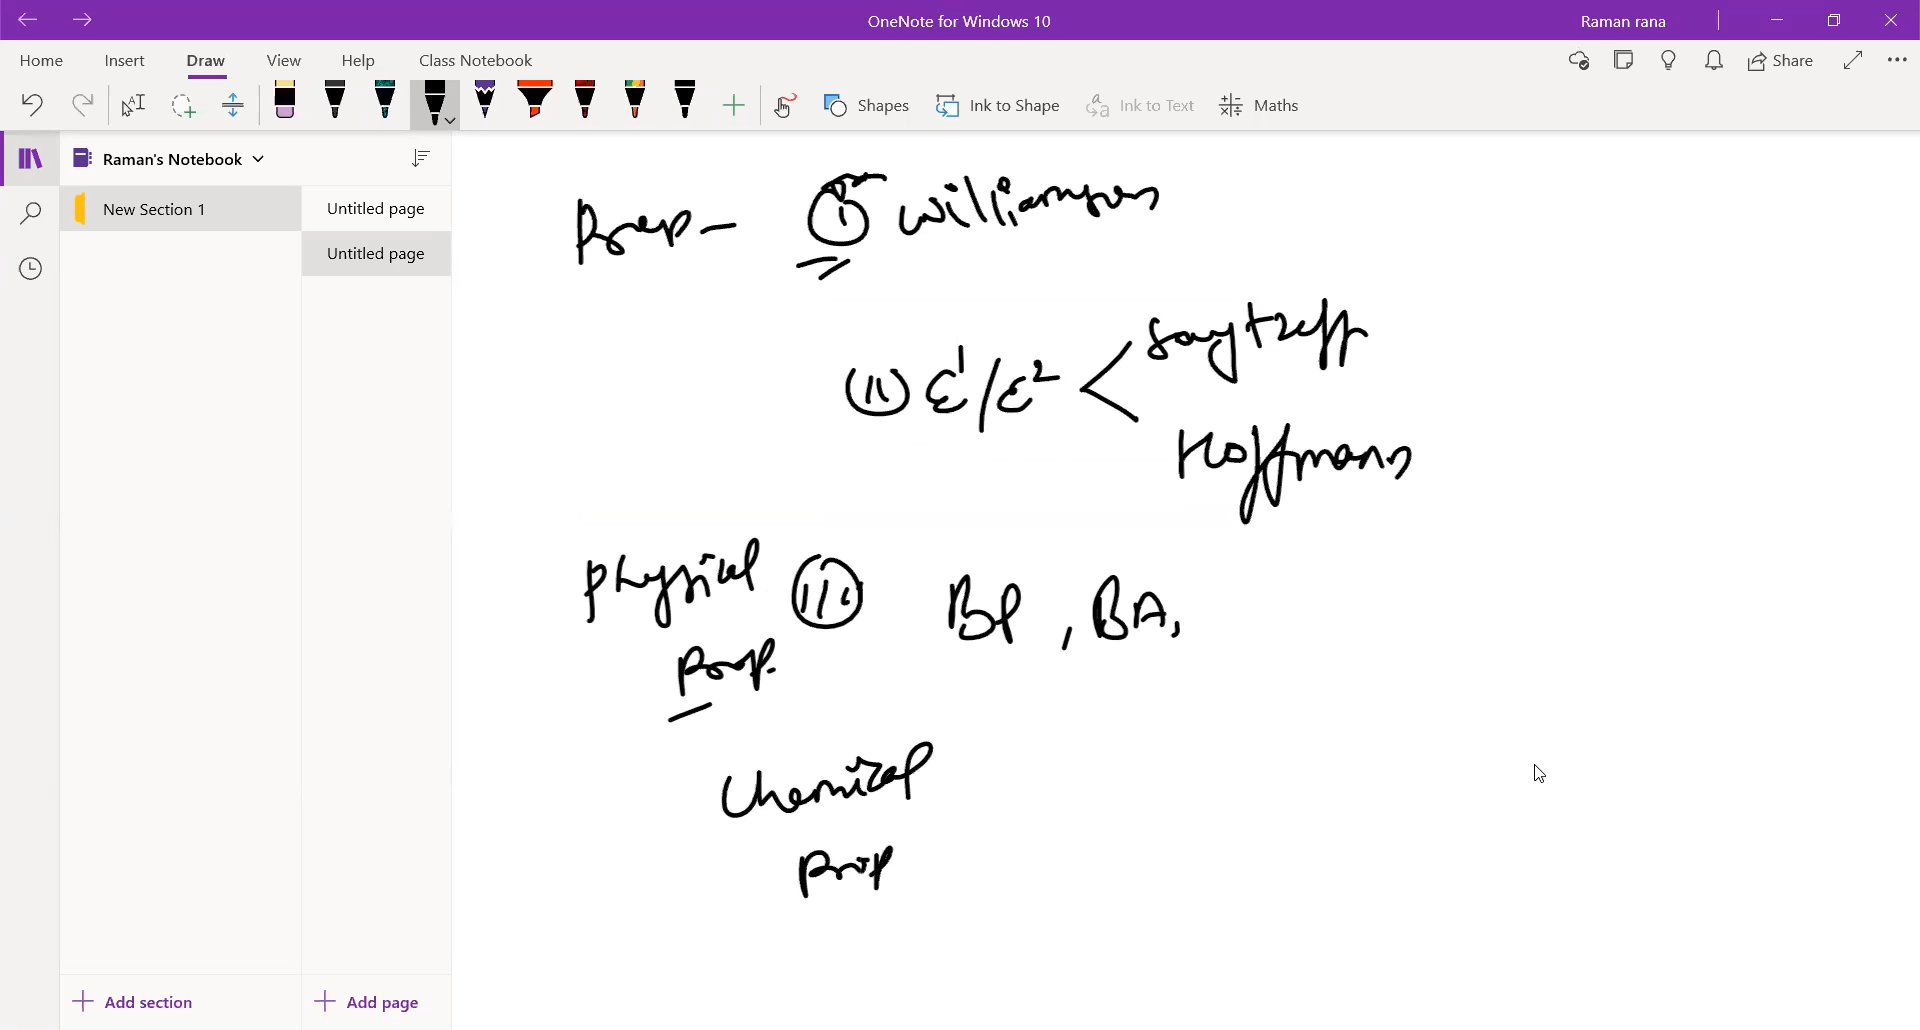 OneNote for Windows 10
Raman rana
Home Insert Draw View Help Class Notebook
Share
Shapes Ink to Shape Ink to Text Maths
Raman's Notebook
New Section 1
Untitled page
Untitled page
Prep - (I) Williamson
(II) E1/E2 < Saytzeff
Hoffmann
Physical (III) BP, BA,
Prop.
Chemical
Prop
Add section
Add page